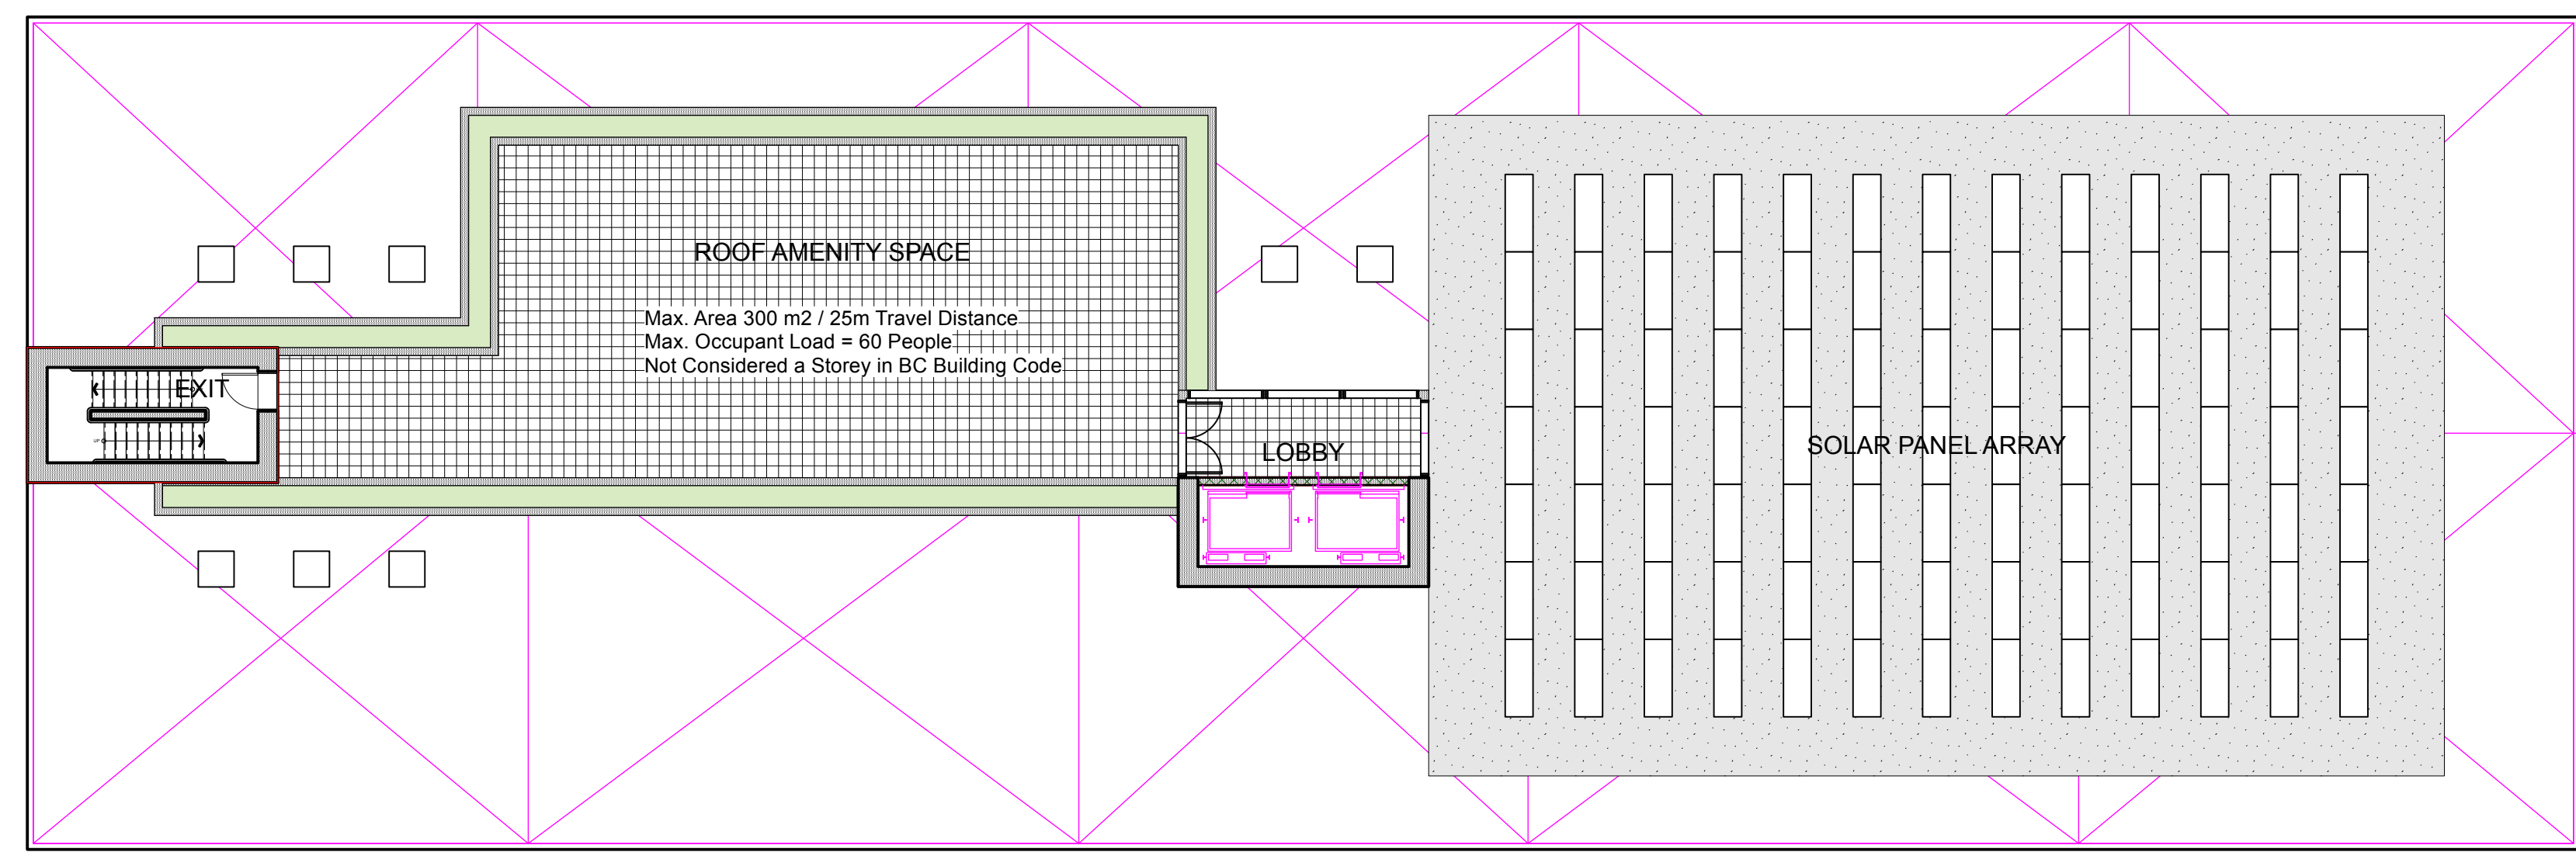 ROOF AMENITY SPACE
Max. Area 300 m2 / 25m Travel Distance
Max. Occupant Load = 60 People
Not Considered a Storey in BC Building Code
EXIT
UP
LOBBY
SOLAR PANEL ARRAY